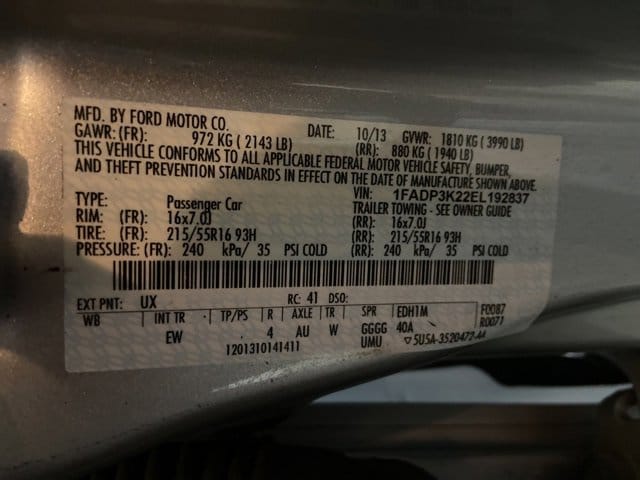 MFD. BY FORD MOTOR CO. DATE: 10/13 GVWR: 1810 KG ( 3990 LB)
GAWR: (FR): 972 KG ( 2143 LB) (RR): 880 KG ( 1940 LB)
THIS VEHICLE CONFORMS TO ALL APPLICABLE FEDERAL MOTOR VEHICLE SAFETY, BUMPER,
AND THEFT PREVENTION STANDARDS IN EFFECT ON THE DATE OF MANUFACTURE SHOWN ABOVE.
VIN: 1FADP3K22EL192837
TYPE: Passenger Car TRAILER TOWING - SEE OWNER GUIDE
RIM: (FR): 16x7.0J (RR): 16x7.0J
TIRE: (FR): 215/55R16 93H (RR): 215/55R16 93H
PRESSURE: (FR): 240 kPa/ 35 PSI COLD (RR): 240 kPa/ 35 PSI COLD
EXT PNT: UX RC: 41 DSO:
WB INT TR TP/PS R AXLE TR SPR EDH1M F0087
EW 4 AU W GGGG 40A R0071
1201310141411 UMU ▽ 5U5A-3520472-AA